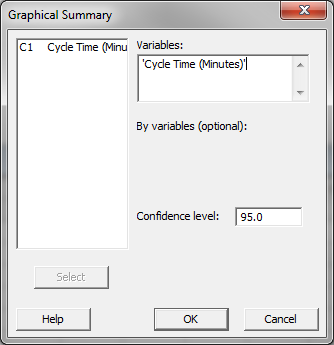 Graphical Summary
C1 Cycle Time (Minu
Variables:
'Cycle Time (Minutes)'
By variables (optional):
Confidence level: 95.0
Select
Help OK Cancel